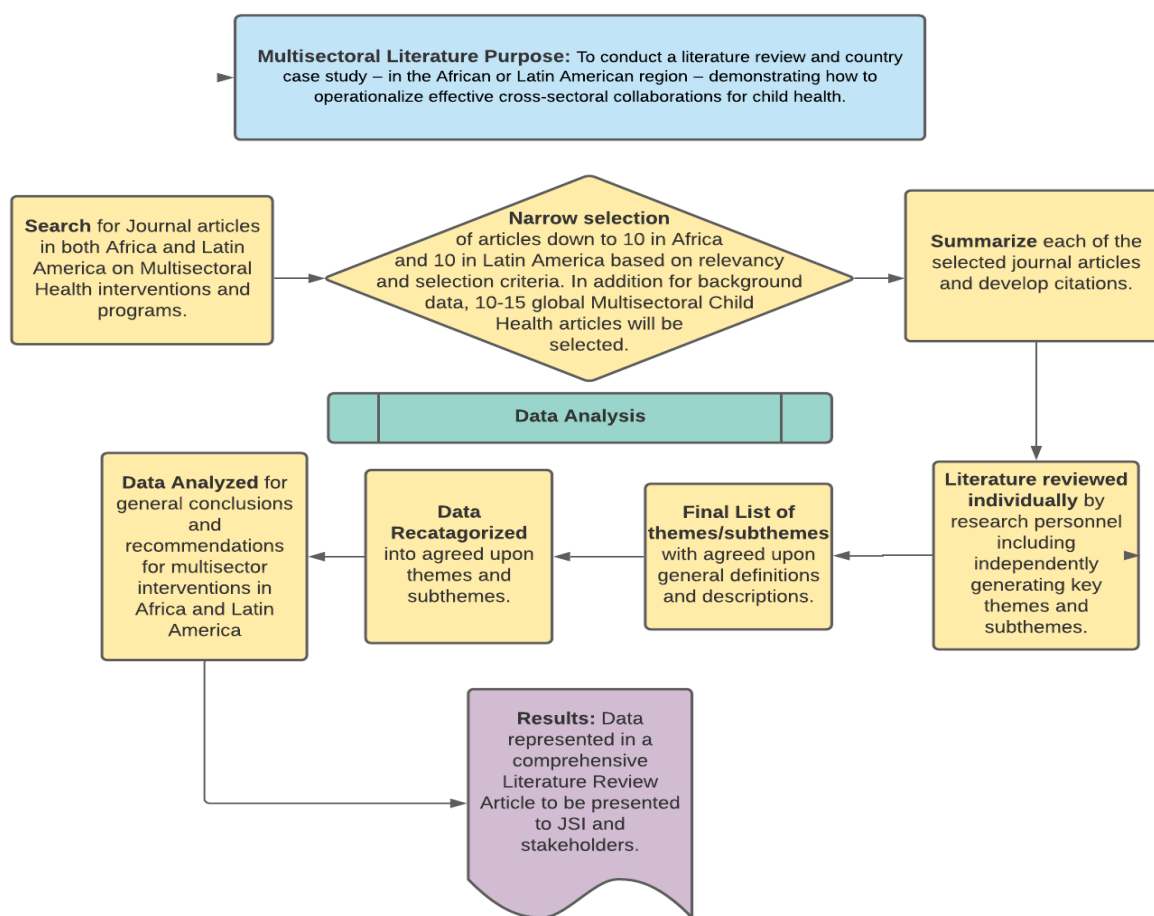 Multisectoral Literature Purpose: To conduct a literature review and country
case study – in the African or Latin American region – demonstrating how to
operationalize effective cross-sectoral collaborations for child health.
Search for Journal articles
in both Africa and Latin
America on Multisectoral
Health interventions and
programs.
Narrow selection
of articles down to 10 in Africa
and 10 in Latin America based on relevancy
and selection criteria. In addition for background
data, 10-15 global Multisectoral Child
Health articles will be
selected.
Summarize each of the
selected journal articles
and develop citations.
Data Analysis
Literature reviewed
individually by
research personnel
including
independently
generating key
themes and
subthemes.
Final List of
themes/subthemes
with agreed upon
general definitions
and descriptions.
Data
Recatagorized
into agreed upon
themes and
subthemes.
Data Analyzed for
general conclusions
and
recommendations
for multisector
interventions in
Africa and Latin
America
Results: Data
represented in a
comprehensive
Literature Review
Article to be presented
to JSI and
stakeholders.